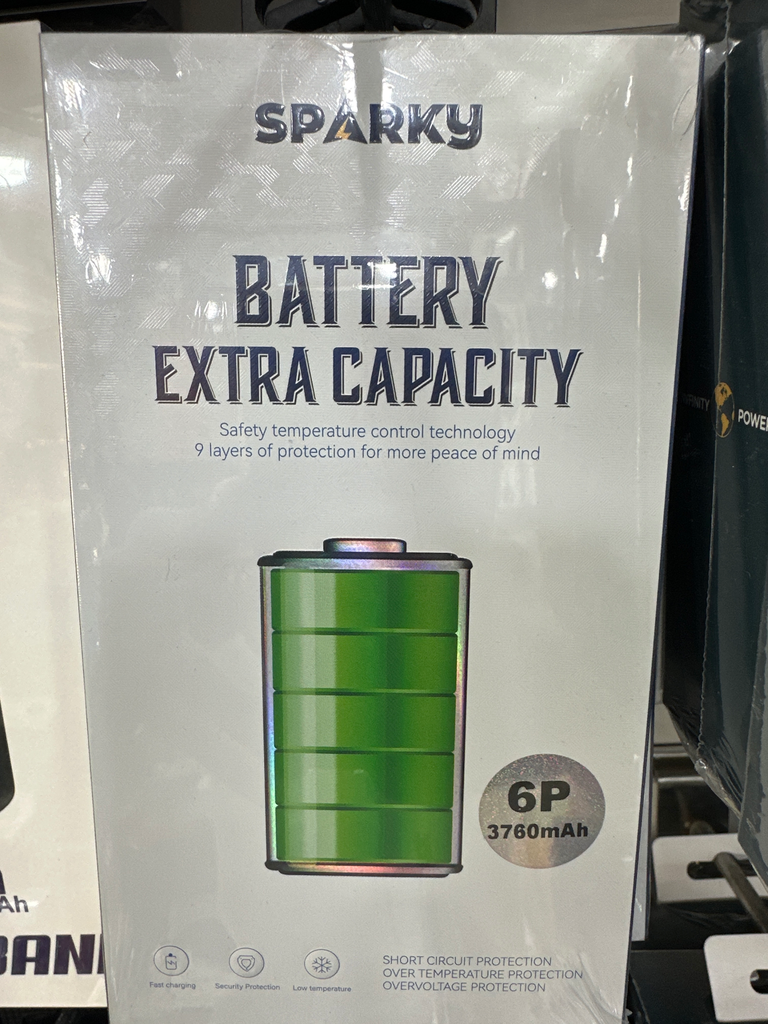 SPARKY
BATTERY
EXTRA CAPACITY
Safety temperature control technology
9 layers of protection for more peace of mind
6P
3760mAh
Fast charging
Security Protection
Low temperature
SHORT CIRCUIT PROTECTION
OVER TEMPERATURE PROTECTION
OVERVOLTAGE PROTECTION
Ah